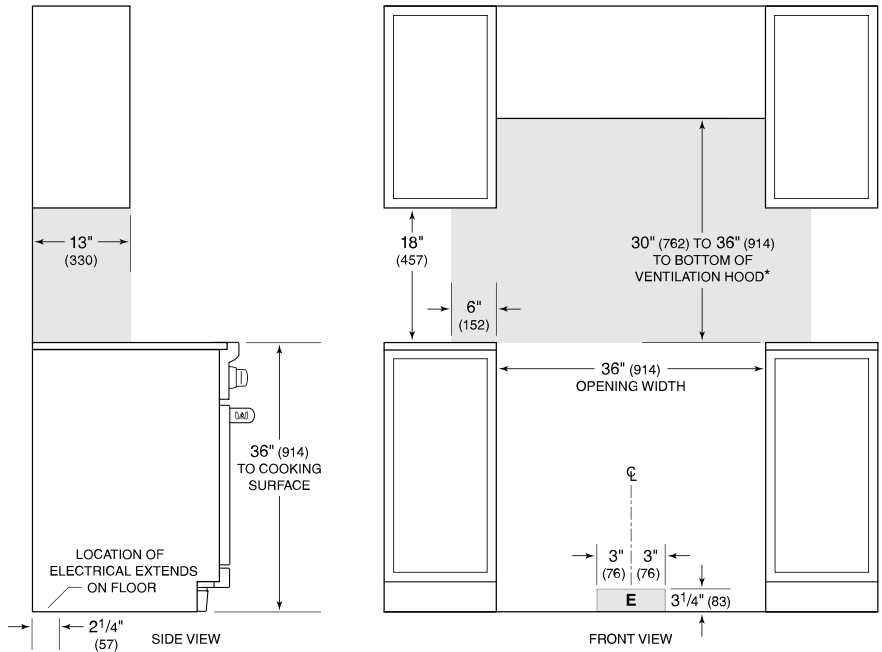 13"
(330)
18"
(457)
30" (762) TO 36" (914)
TO BOTTOM OF
VENTILATION HOOD*
6"
(152)
36" (914)
OPENING WIDTH
36" (914)
TO COOKING
SURFACE
℄
LOCATION OF
ELECTRICAL EXTENDS
ON FLOOR
3" 3"
(76) (76)
E
3 1/4" (83)
2 1/4"
(57)
SIDE VIEW
FRONT VIEW